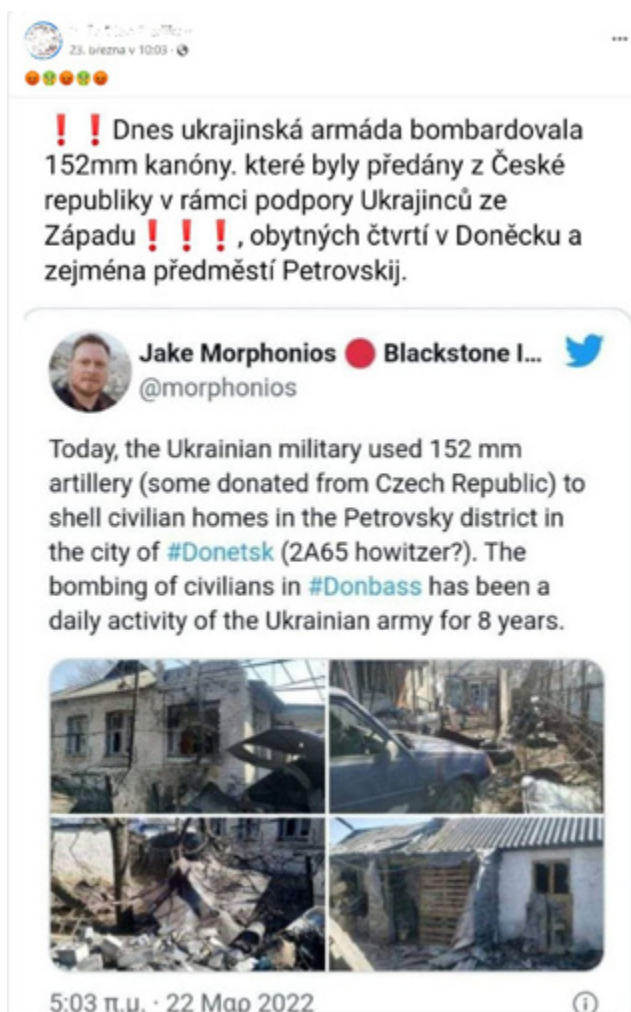 23. března v 10:03
❗❗Dnes ukrajinská armáda bombardovala
152mm kanóny. které byly předány z České
republiky v rámci podpory Ukrajinců ze
Západu❗❗❗, obytných čtvrtí v Doněcku a
zejména předměstí Petrovskij.
Jake Morphonios 🔴 Blackstone I...
@morphonios
Today, the Ukrainian military used 152 mm
artillery (some donated from Czech Republic) to
shell civilian homes in the Petrovsky district in
the city of #Donetsk (2A65 howitzer?). The
bombing of civilians in #Donbass has been a
daily activity of the Ukrainian army for 8 years.
5:03 π.μ. · 22 Μαρ 2022